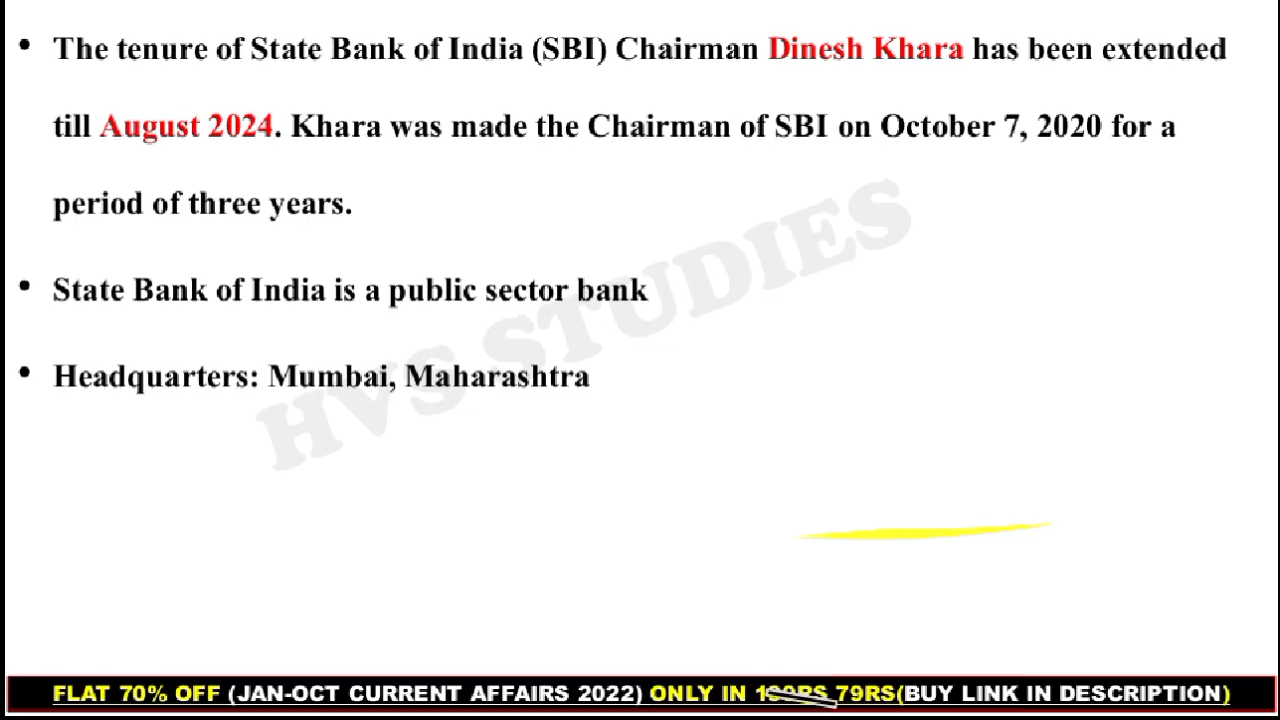 • The tenure of State Bank of India (SBI) Chairman Dinesh Khara has been extended
till August 2024. Khara was made the Chairman of SBI on October 7, 2020 for a
period of three years.
• State Bank of India is a public sector bank
• Headquarters: Mumbai, Maharashtra
HVS STUDIES
FLAT 70% OFF (JAN-OCT CURRENT AFFAIRS 2022) ONLY IN 79RS(BUY LINK IN DESCRIPTION)